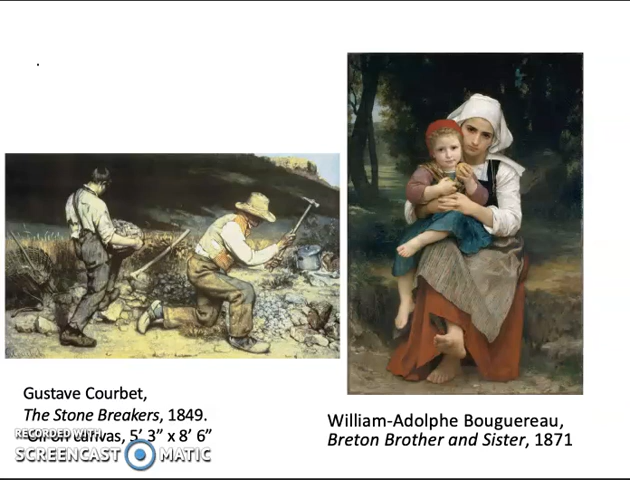 Gustave Courbet,
The Stone Breakers, 1849.
canvas, 5’ 3” x 8’ 6”
RECORDED WITH
SCREENCAST MATIC
William-Adolphe Bouguereau,
Breton Brother and Sister, 1871